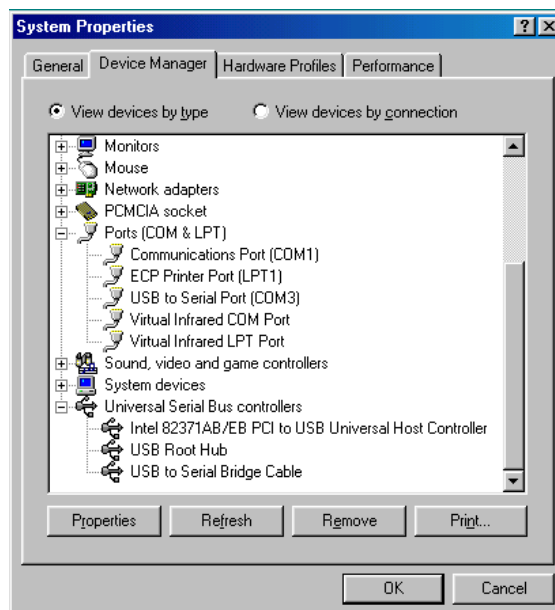 System Properties
General Device Manager Hardware Profiles Performance
View devices by type View devices by connection
Monitors
Mouse
Network adapters
PCMCIA socket
Ports (COM & LPT)
Communications Port (COM1)
ECP Printer Port (LPT1)
USB to Serial Port (COM3)
Virtual Infrared COM Port
Virtual Infrared LPT Port
Sound, video and game controllers
System devices
Universal Serial Bus controllers
Intel 82371AB/EB PCI to USB Universal Host Controller
USB Root Hub
USB to Serial Bridge Cable
Properties Refresh Remove Print...
OK Cancel